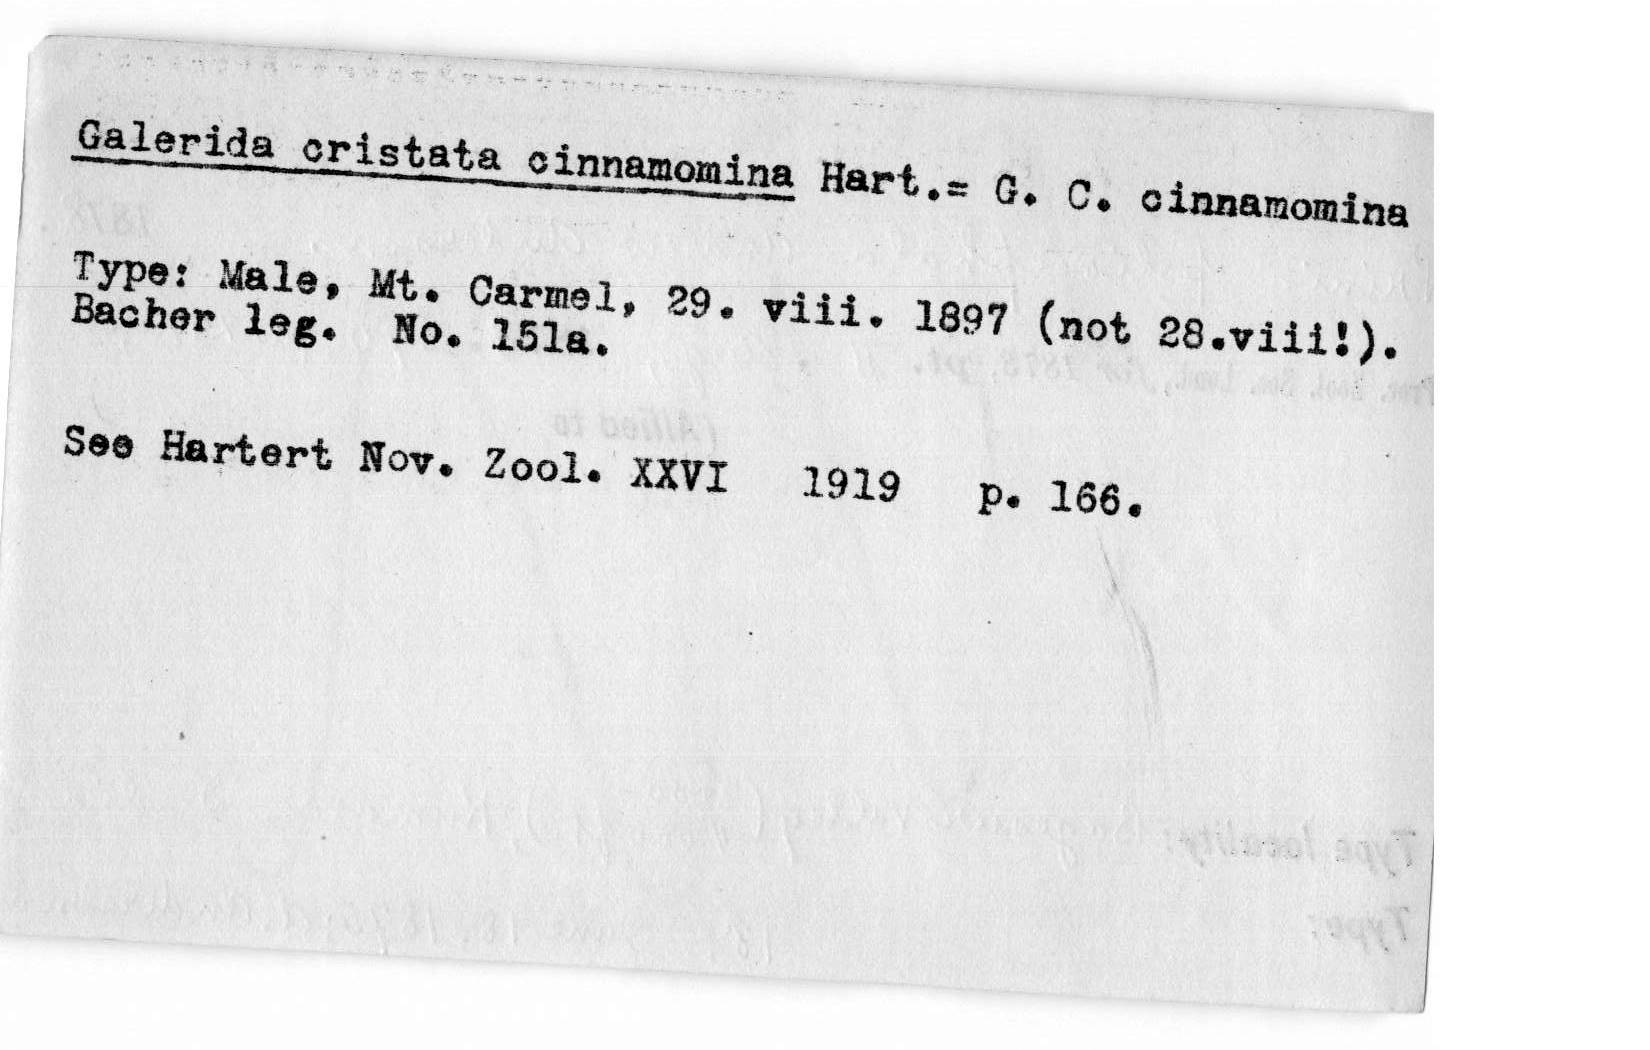 Galerida cristata cinnamomina Hart.= G. C. cinnamomina
Type: Male, Mt. Carmel, 29. viii. 1897 (not 28.viii!).
Bacher leg. No. 151a.
See Hartert Nov. Zool. XXVI 1919 p. 166.